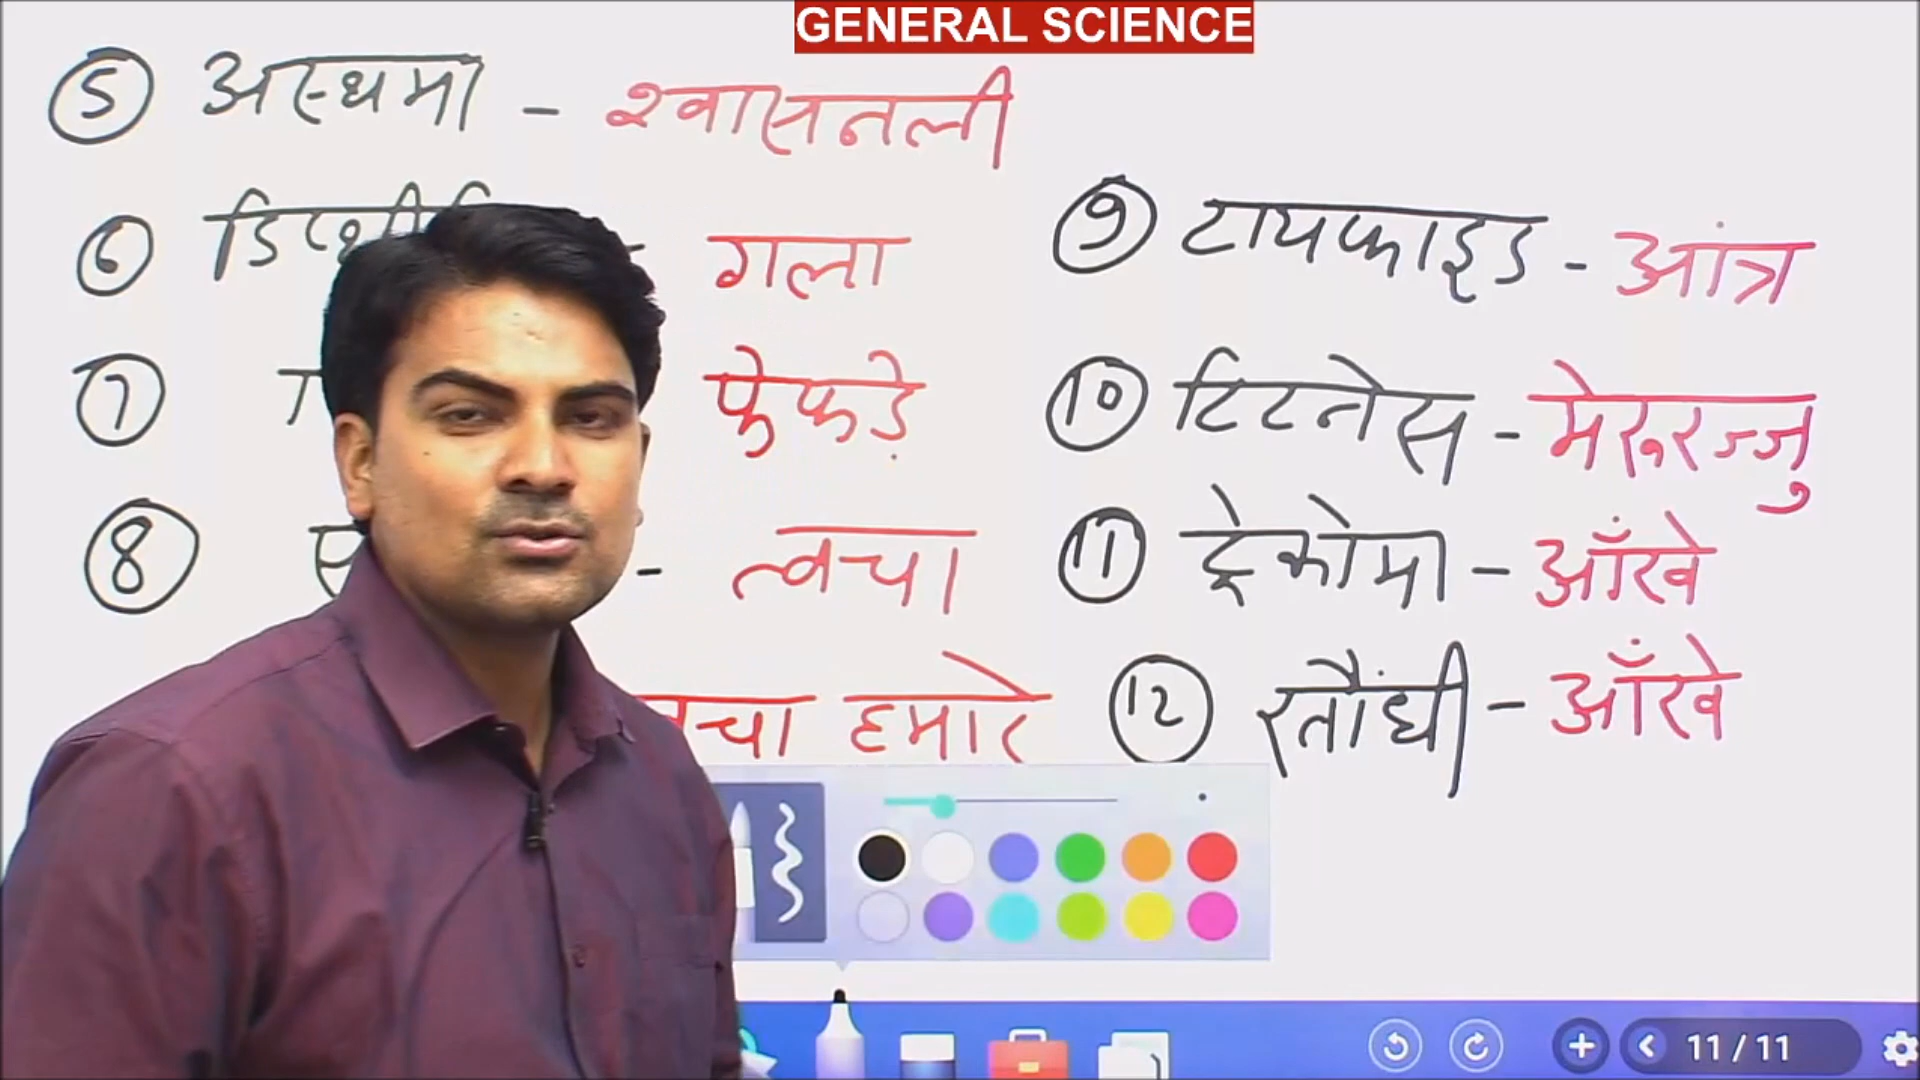 GENERAL SCIENCE
5 अस्थमा - श्वासनली
6 - गला
7 फेफड़े
8 - त्वचा
हमारे
9 टायफाइड - आंत्र
10 टिटनेस - मेरुरज्जु
11 ट्रेकोमा - आँखे
12 रतौंधी - आँखे
11 / 11